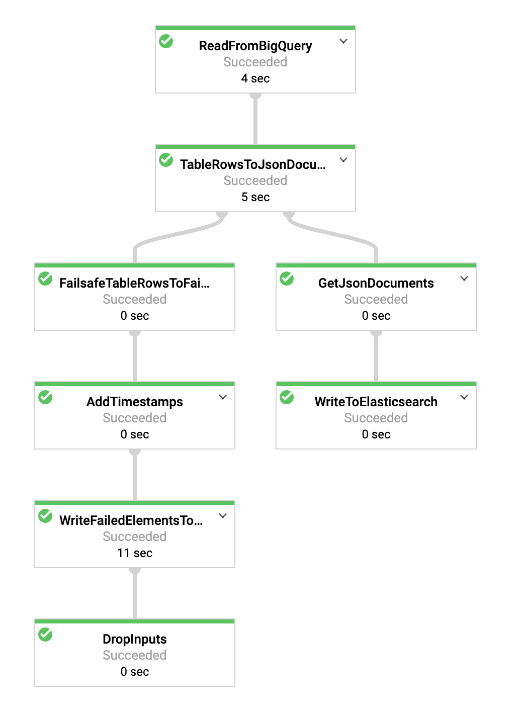 ReadFromBigQuery
Succeeded
4 sec
TableRowsToJsonDocu...
Succeeded
5 sec
FailsafeTableRowsToFai...
Succeeded
0 sec
GetJsonDocuments
Succeeded
0 sec
AddTimestamps
Succeeded
0 sec
WriteToElasticsearch
Succeeded
0 sec
WriteFailedElementsTo...
Succeeded
11 sec
DropInputs
Succeeded
0 sec